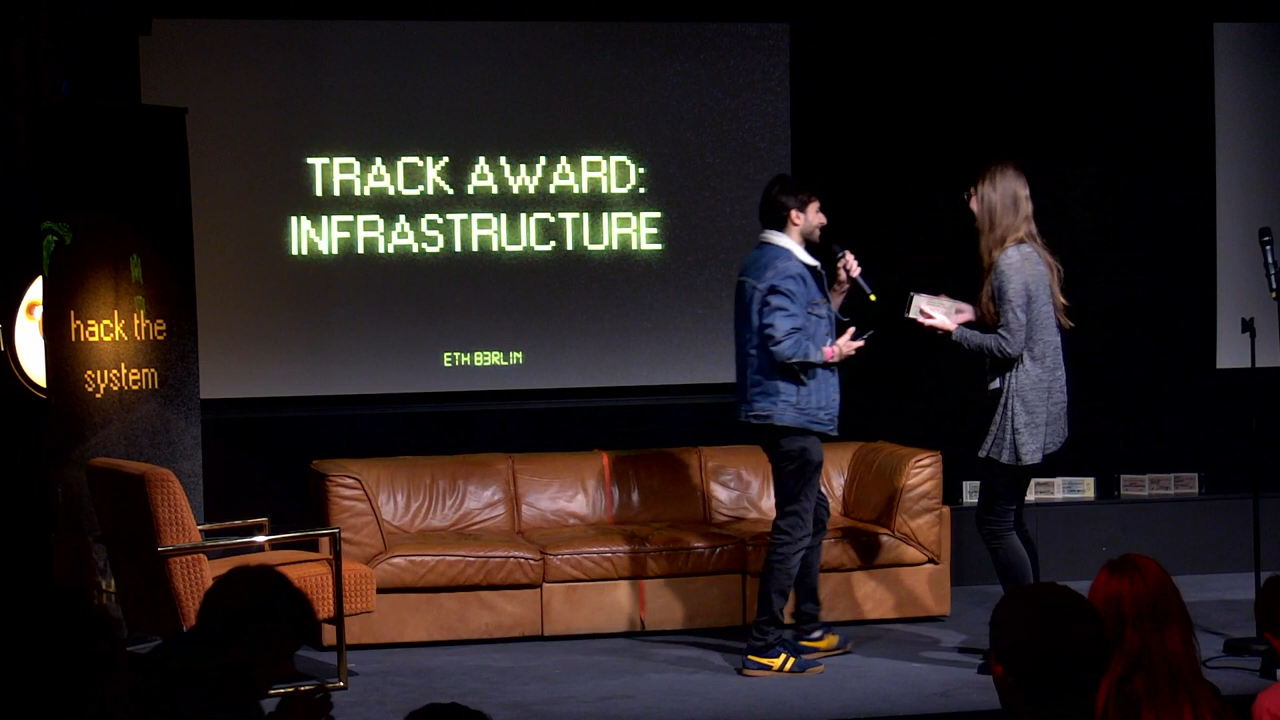 TRACK AWARD:
INFRASTRUCTURE
ETH B3RLIN
hack the
system